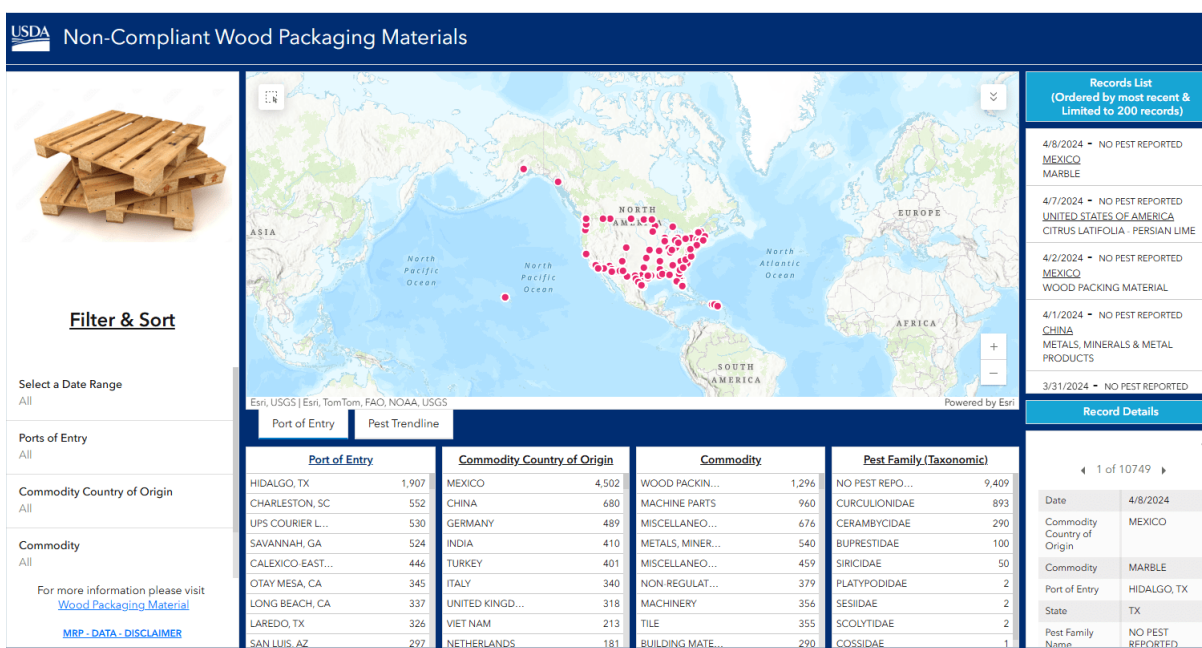 USDA
Non-Compliant Wood Packaging Materials
Filter & Sort
Select a Date Range
All
Ports of Entry
All
Commodity Country of Origin
All
Commodity
All
For more information please visit
Wood Packaging Material
MRP - DATA - DISCLAIMER
ASIA
North
Pacific
Ocean
North
Pacific
Ocean
NORTH
AMERICA
North
Atlantic
Ocean
EUROPE
AFRICA
SOUTH
AMERICA
+
−
Esri, USGS | Esri, TomTom, FAO, NOAA, USGS
Powered by Esri
Port of Entry
Pest Trendline
Port of Entry
HIDALGO, TX 1,907
CHARLESTON, SC 552
UPS COURIER L... 530
SAVANNAH, GA 524
CALEXICO-EAST... 446
OTAY MESA, CA 345
LONG BEACH, CA 337
LAREDO, TX 326
SAN LUIS, AZ 297
Commodity Country of Origin
MEXICO 4,502
CHINA 680
GERMANY 489
INDIA 410
TURKEY 401
ITALY 340
UNITED KINGD... 318
VIET NAM 213
NETHERLANDS 181
Commodity
WOOD PACKIN... 1,296
MACHINE PARTS 960
MISCELLANEO... 676
METALS, MINER... 540
MISCELLANEO... 459
NON-REGULAT... 379
MACHINERY 356
TILE 355
BUILDING MATE... 290
Pest Family (Taxonomic)
NO PEST REPO... 9,409
CURCULIONIDAE 893
CERAMBYCIDAE 290
BUPRESTIDAE 100
SIRICIDAE 50
PLATYPODIDAE 2
SESIIDAE 2
SCOLYTIDAE 2
COSSIDAE 1
Records List
(Ordered by most recent &
Limited to 200 records)
4/8/2024 - NO PEST REPORTED
MEXICO
MARBLE
4/7/2024 - NO PEST REPORTED
UNITED STATES OF AMERICA
CITRUS LATIFOLIA - PERSIAN LIME
4/2/2024 - NO PEST REPORTED
MEXICO
WOOD PACKING MATERIAL
4/1/2024 - NO PEST REPORTED
CHINA
METALS, MINERALS & METAL
PRODUCTS
3/31/2024 - NO PEST REPORTED
Record Details
1 of 10749
Date 4/8/2024
Commodity MEXICO
Country of
Origin
Commodity MARBLE
Port of Entry HIDALGO, TX
State TX
Pest Family NO PEST
Name REPORTED